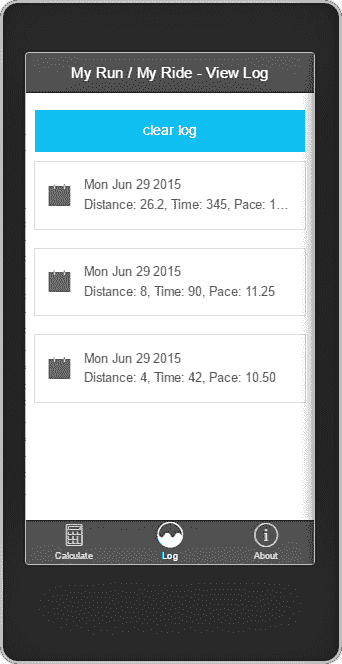 My Run / My Ride - View Log
clear log
Mon Jun 29 2015
Distance: 26.2, Time: 345, Pace: 1...
Mon Jun 29 2015
Distance: 8, Time: 90, Pace: 11.25
Mon Jun 29 2015
Distance: 4, Time: 42, Pace: 10.50
Calculate
Log
About